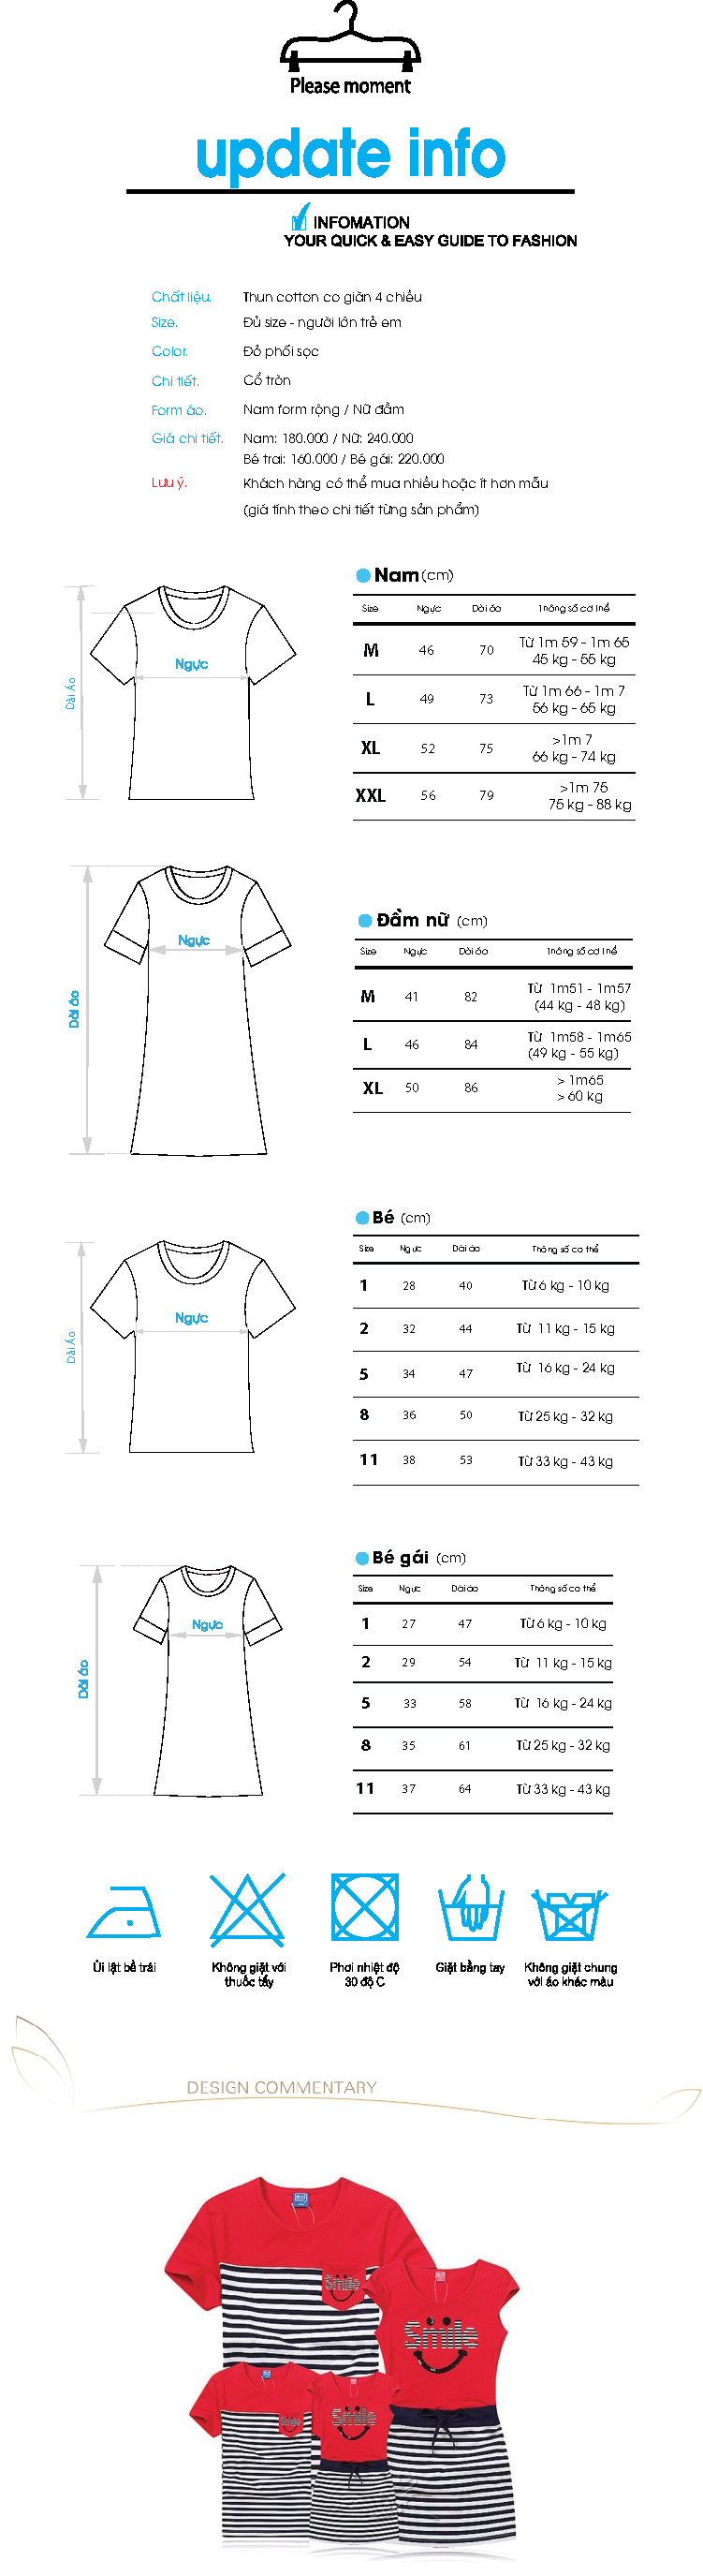 Please moment
update info
INFOMATION
YOUR QUICK & EASY GUIDE TO FASHION
Chất liệu. Thun cotton co giãn 4 chiều
Size. Đủ size - người lớn trẻ em
Color. Đỏ phối sọc
Chi tiết. Cổ tròn
Form áo. Nam form rộng / Nữ đầm
Giá chi tiết. Nam: 180.000 / Nữ: 240.000
Bé trai: 160.000 / Bé gái: 220.000
Lưu ý. Khách hàng có thể mua nhiều hoặc ít hơn mẫu
(giá tính theo chi tiết từng sản phẩm)
Dài Áo
Ngực
Nam (cm)
Size Ngực Dài áo Thông số cơ thể
M 46 70 Từ 1m 59 - 1m 65
45 kg - 55 kg
L 49 73 Từ 1m 66 - 1m 7
56 kg - 65 kg
XL 52 75 >1m 7
66 kg - 74 kg
XXL 56 79 >1m 75
75 kg - 88 kg
Dài áo
Ngực
Đầm nữ (cm)
Size Ngực Dài áo Thông số cơ thể
M 41 82 Từ 1m51 - 1m57
(44 kg - 48 kg)
L 46 84 Từ 1m58 - 1m65
(49 kg - 55 kg)
XL 50 86 > 1m65
> 60 kg
Dài Áo
Ngực
Bé (cm)
Size Ngực Dài áo Thông số cơ thể
1 28 40 Từ 6 kg - 10 kg
2 32 44 Từ 11 kg - 15 kg
5 34 47 Từ 16 kg - 24 kg
8 36 50 Từ 25 kg - 32 kg
11 38 53 Từ 33 kg - 43 kg
Dài áo
Ngực
Bé gái (cm)
Size Ngực Dài áo Thông số cơ thể
1 27 47 Từ 6 kg - 10 kg
2 29 54 Từ 11 kg - 15 kg
5 33 58 Từ 16 kg - 24 kg
8 35 61 Từ 25 kg - 32 kg
11 37 64 Từ 33 kg - 43 kg
Ủi lật bề trái
Không giặt với
thuốc tẩy
Phơi nhiệt độ
30 độ C
Giặt bằng tay
Không giặt chung
với áo khác màu
DESIGN COMMENTARY
Smile
Smile
Smile
Smile